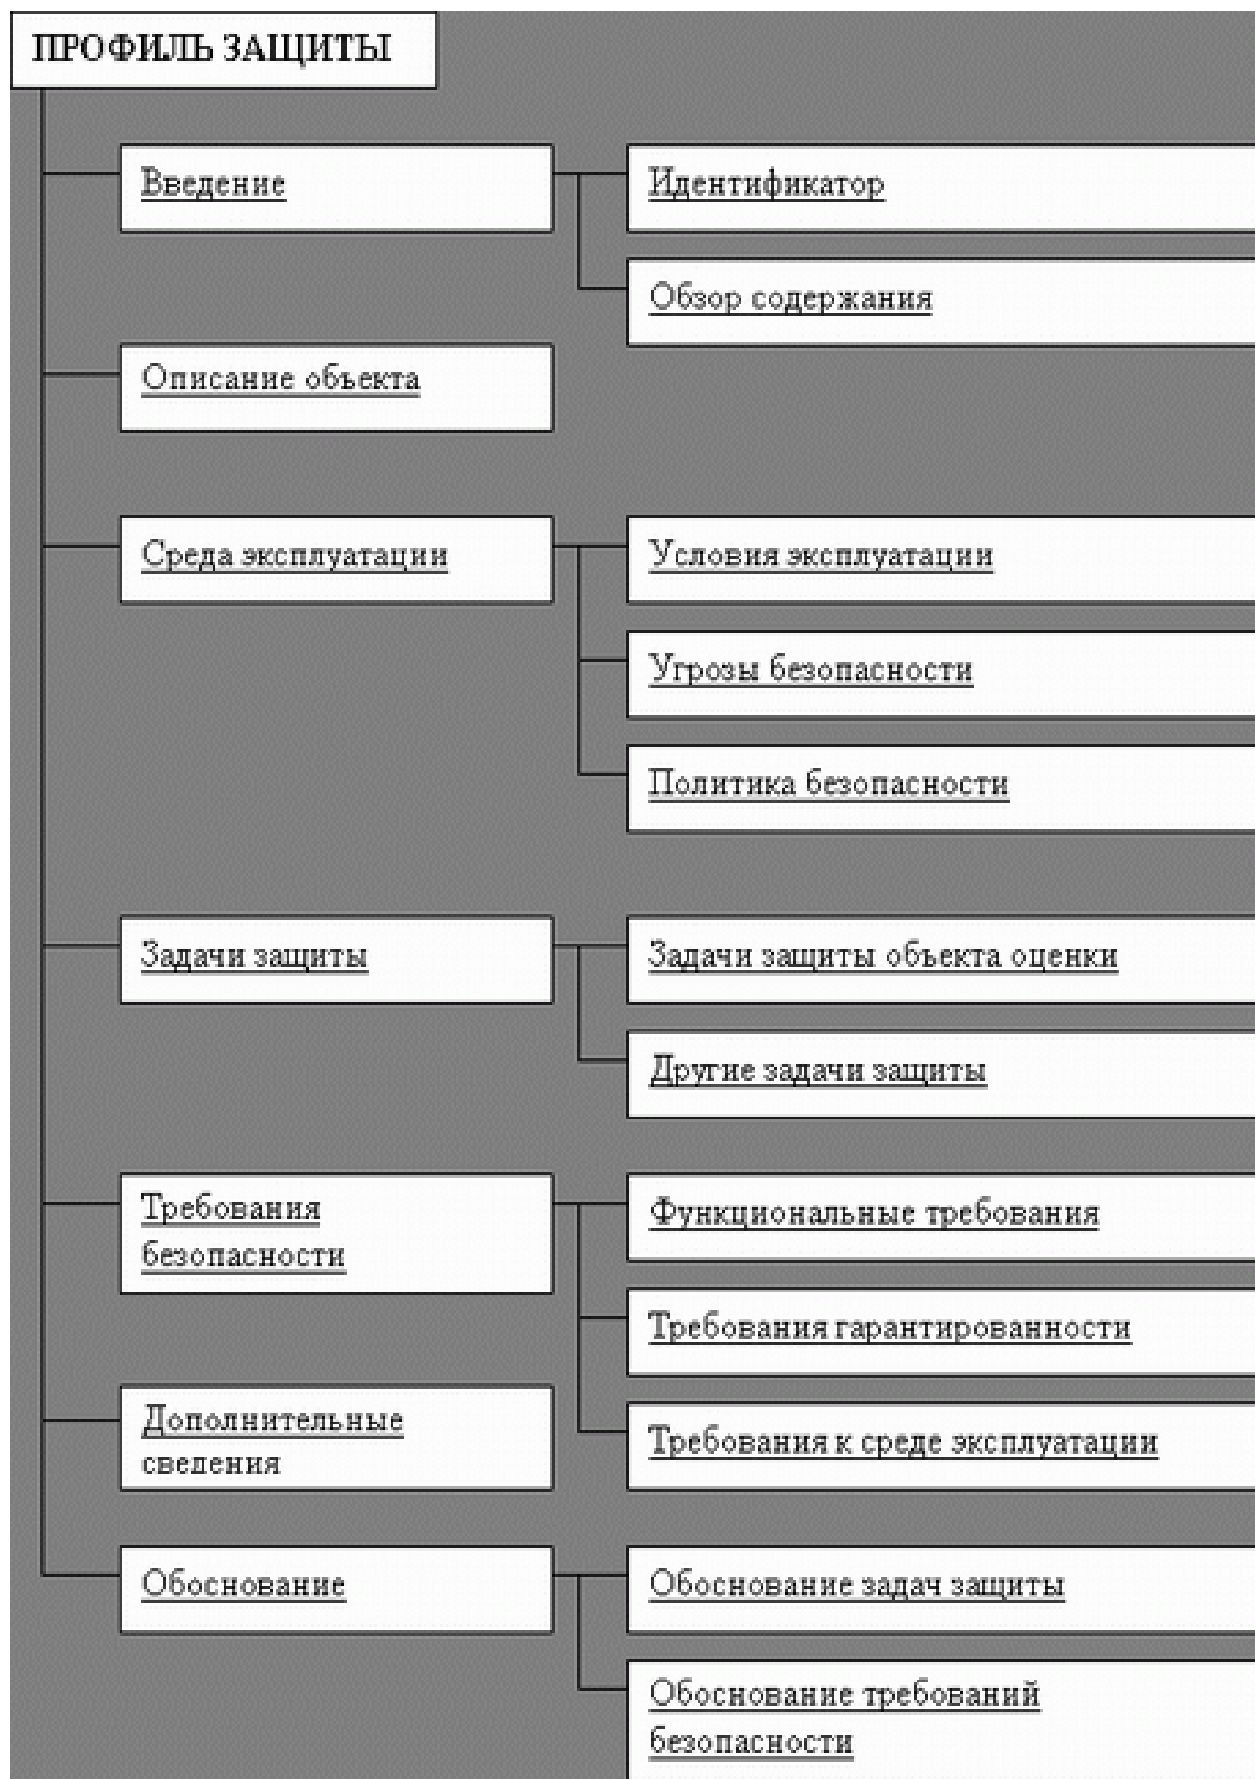 ПРОФИЛЬ ЗАЩИТЫ
Введение
Идентификатор
Обзор содержания
Описание объекта
Среда эксплуатации
Условия эксплуатации
Угрозы безопасности
Политика безопасности
Задачи защиты
Задачи защиты объекта оценки
Другие задачи защиты
Требования
безопасности
Функциональные требования
Требования гарантированности
Требования к среде эксплуатации
Дополнительные
сведения
Обоснование
Обоснование задач защиты
Обоснование требований
безопасности